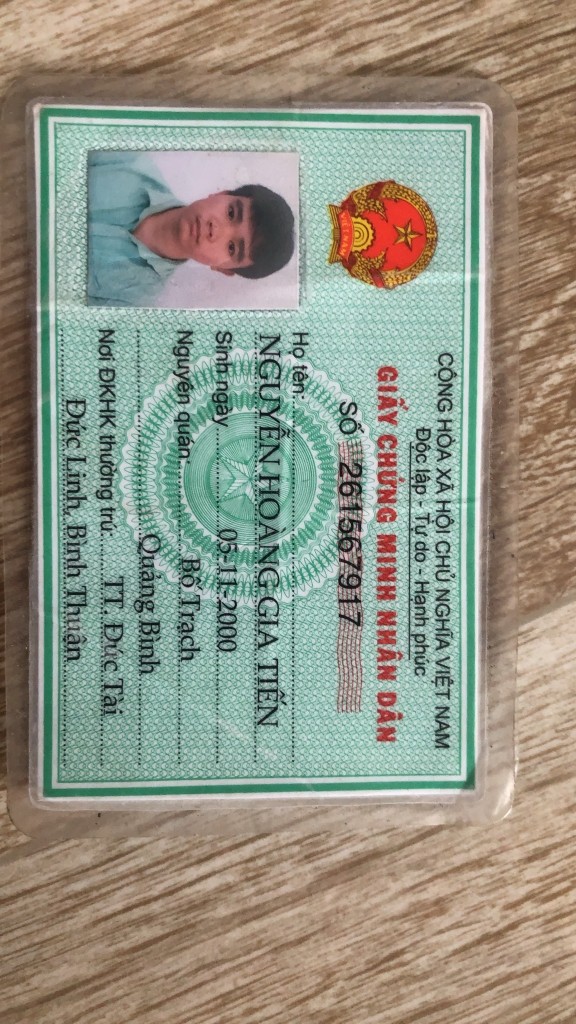 CỘNG HÒA XÃ HỘI CHỦ NGHĨA VIỆT NAM
Độc lập - Tự do - Hạnh phúc
GIẤY CHỨNG MINH NHÂN DÂN
SỐ 261567917
Họ tên:
NGUYỄN HOÀNG GIA TIẾN
Sinh ngày 05-11-2000
Nguyên quán: Bố Trạch
Quảng Bình
Nơi ĐKHK thường trú: TT. Đức Tài
Đức Linh, Bình Thuận
VIỆT NAM